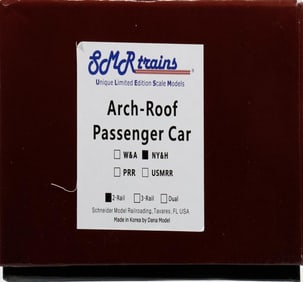 SMR trains ®
Unique Limited Edition Scale Models
Arch-Roof
Passenger Car
☐ W&A ■ NY&H
☐ PRR ☐ USMRR
■ 2-Rail ☐ 3-Rail ☐ Dual
Schneider Model Railroading, Tavares, FL USA
Made in Korea by Dana Model